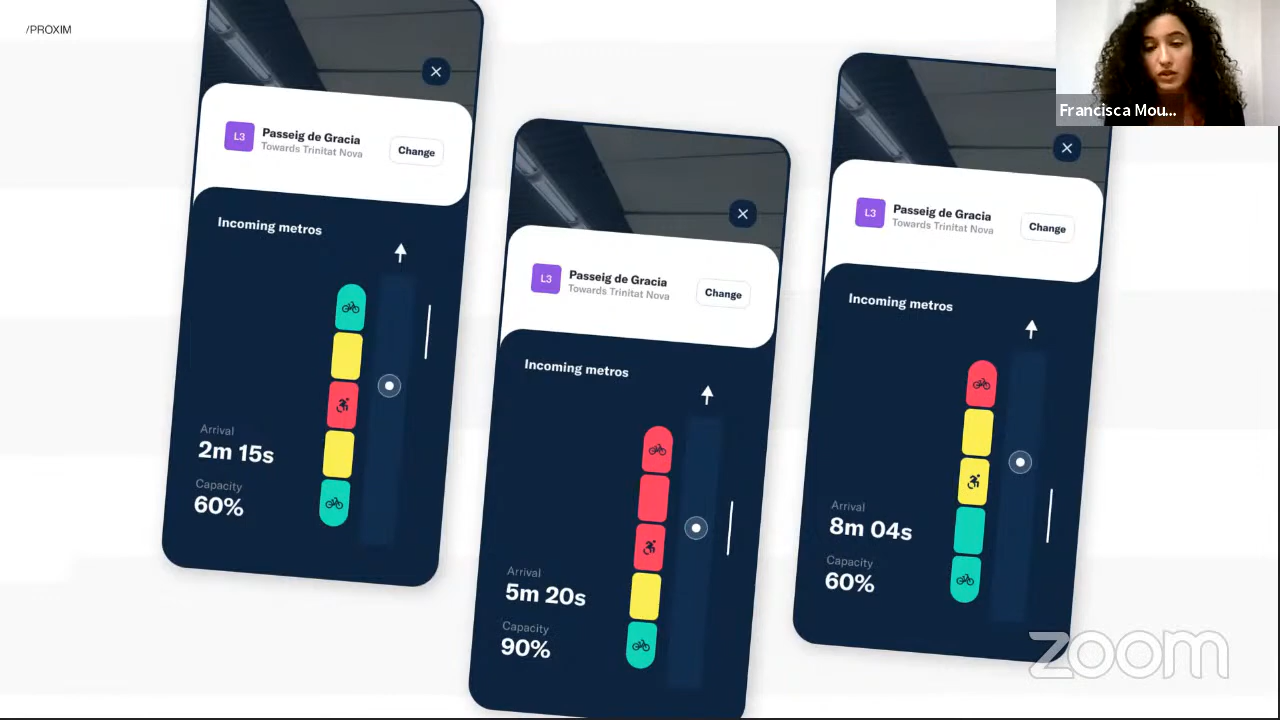 /PROXIM
Francisca Mou...
L3
Passeig de Gracia
Towards Trinitat Nova
Change
Incoming metros
Arrival
2m 15s
Capacity
60%
L3
Passeig de Gracia
Towards Trinitat Nova
Change
Incoming metros
Arrival
5m 20s
Capacity
90%
L3
Passeig de Gracia
Towards Trinitat Nova
Change
Incoming metros
Arrival
8m 04s
Capacity
60%
zoom